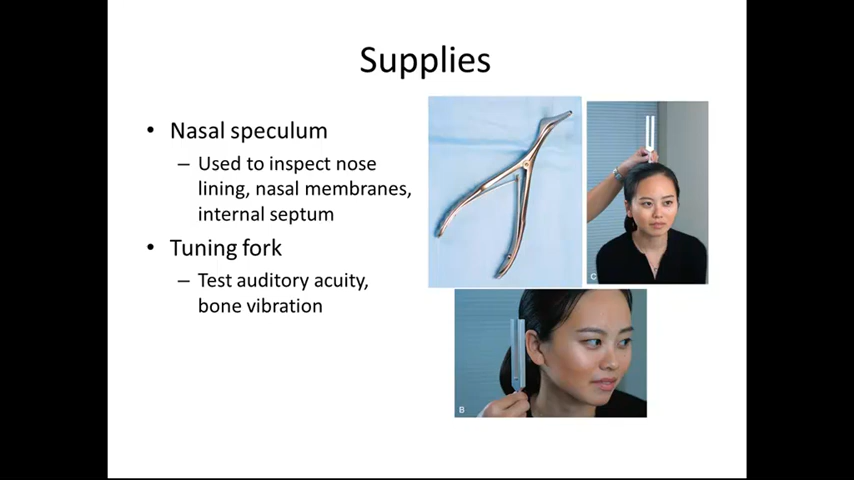 Supplies
• Nasal speculum
– Used to inspect nose
lining, nasal membranes,
internal septum
• Tuning fork
– Test auditory acuity,
bone vibration
C
B